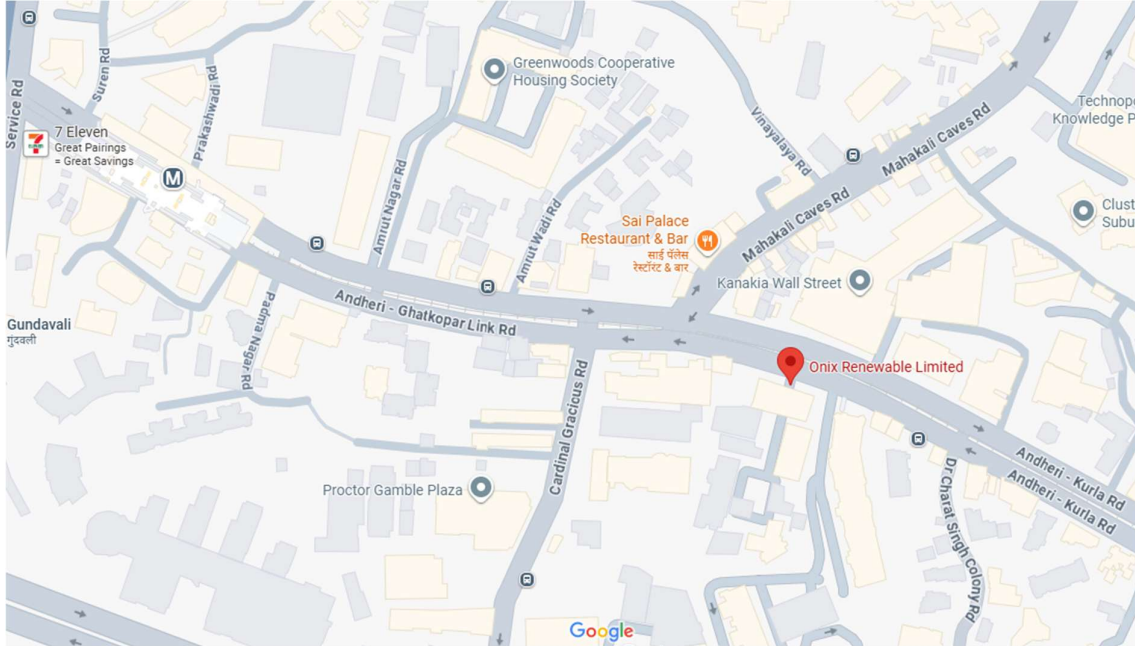 Greenwoods Cooperative
Housing Society
Suren Rd
Prakashwadi Rd
Service Rd
7 Eleven
Great Pairings
= Great Savings
M
Amrut Nagar Rd
Amrut Wadi Rd
Vinayalaya Rd
Mahakali Caves Rd
Mahakali Caves Rd
Technop
Knowledge P
Clust
Subu
Sai Palace
Restaurant & Bar
साई पॅलेस
रेस्टॉरंट & बार
Kanakia Wall Street
Andheri - Ghatkopar Link Rd
Gundavali
गुंदवली
Padma Nagar Rd
Onix Renewable Limited
Cardinal Gracious Rd
Proctor Gamble Plaza
Andheri - Kurla Rd
Andheri - Kurla Rd
Dr Charat Singh Colony Rd
Google